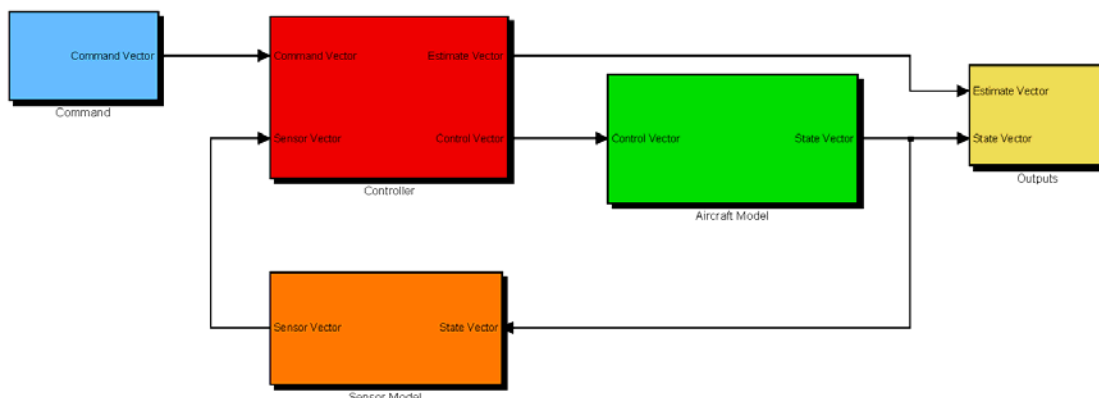 Command Vector
Command
Command Vector
Estimate Vector
Sensor Vector
Control Vector
Controller
Control Vector
State Vector
Aircraft Model
Estimate Vector
State Vector
Outputs
Sensor Vector
State Vector
Sensor Model